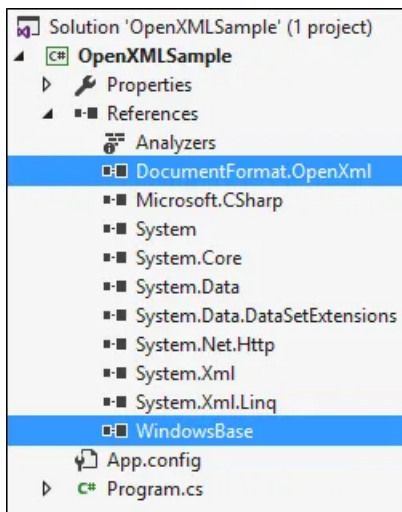 Solution 'OpenXMLSample' (1 project)
C# OpenXMLSample
Properties
References
Analyzers
DocumentFormat.OpenXml
Microsoft.CSharp
System
System.Core
System.Data
System.Data.DataSetExtensions
System.Net.Http
System.Xml
System.Xml.Linq
WindowsBase
App.config
C# Program.cs